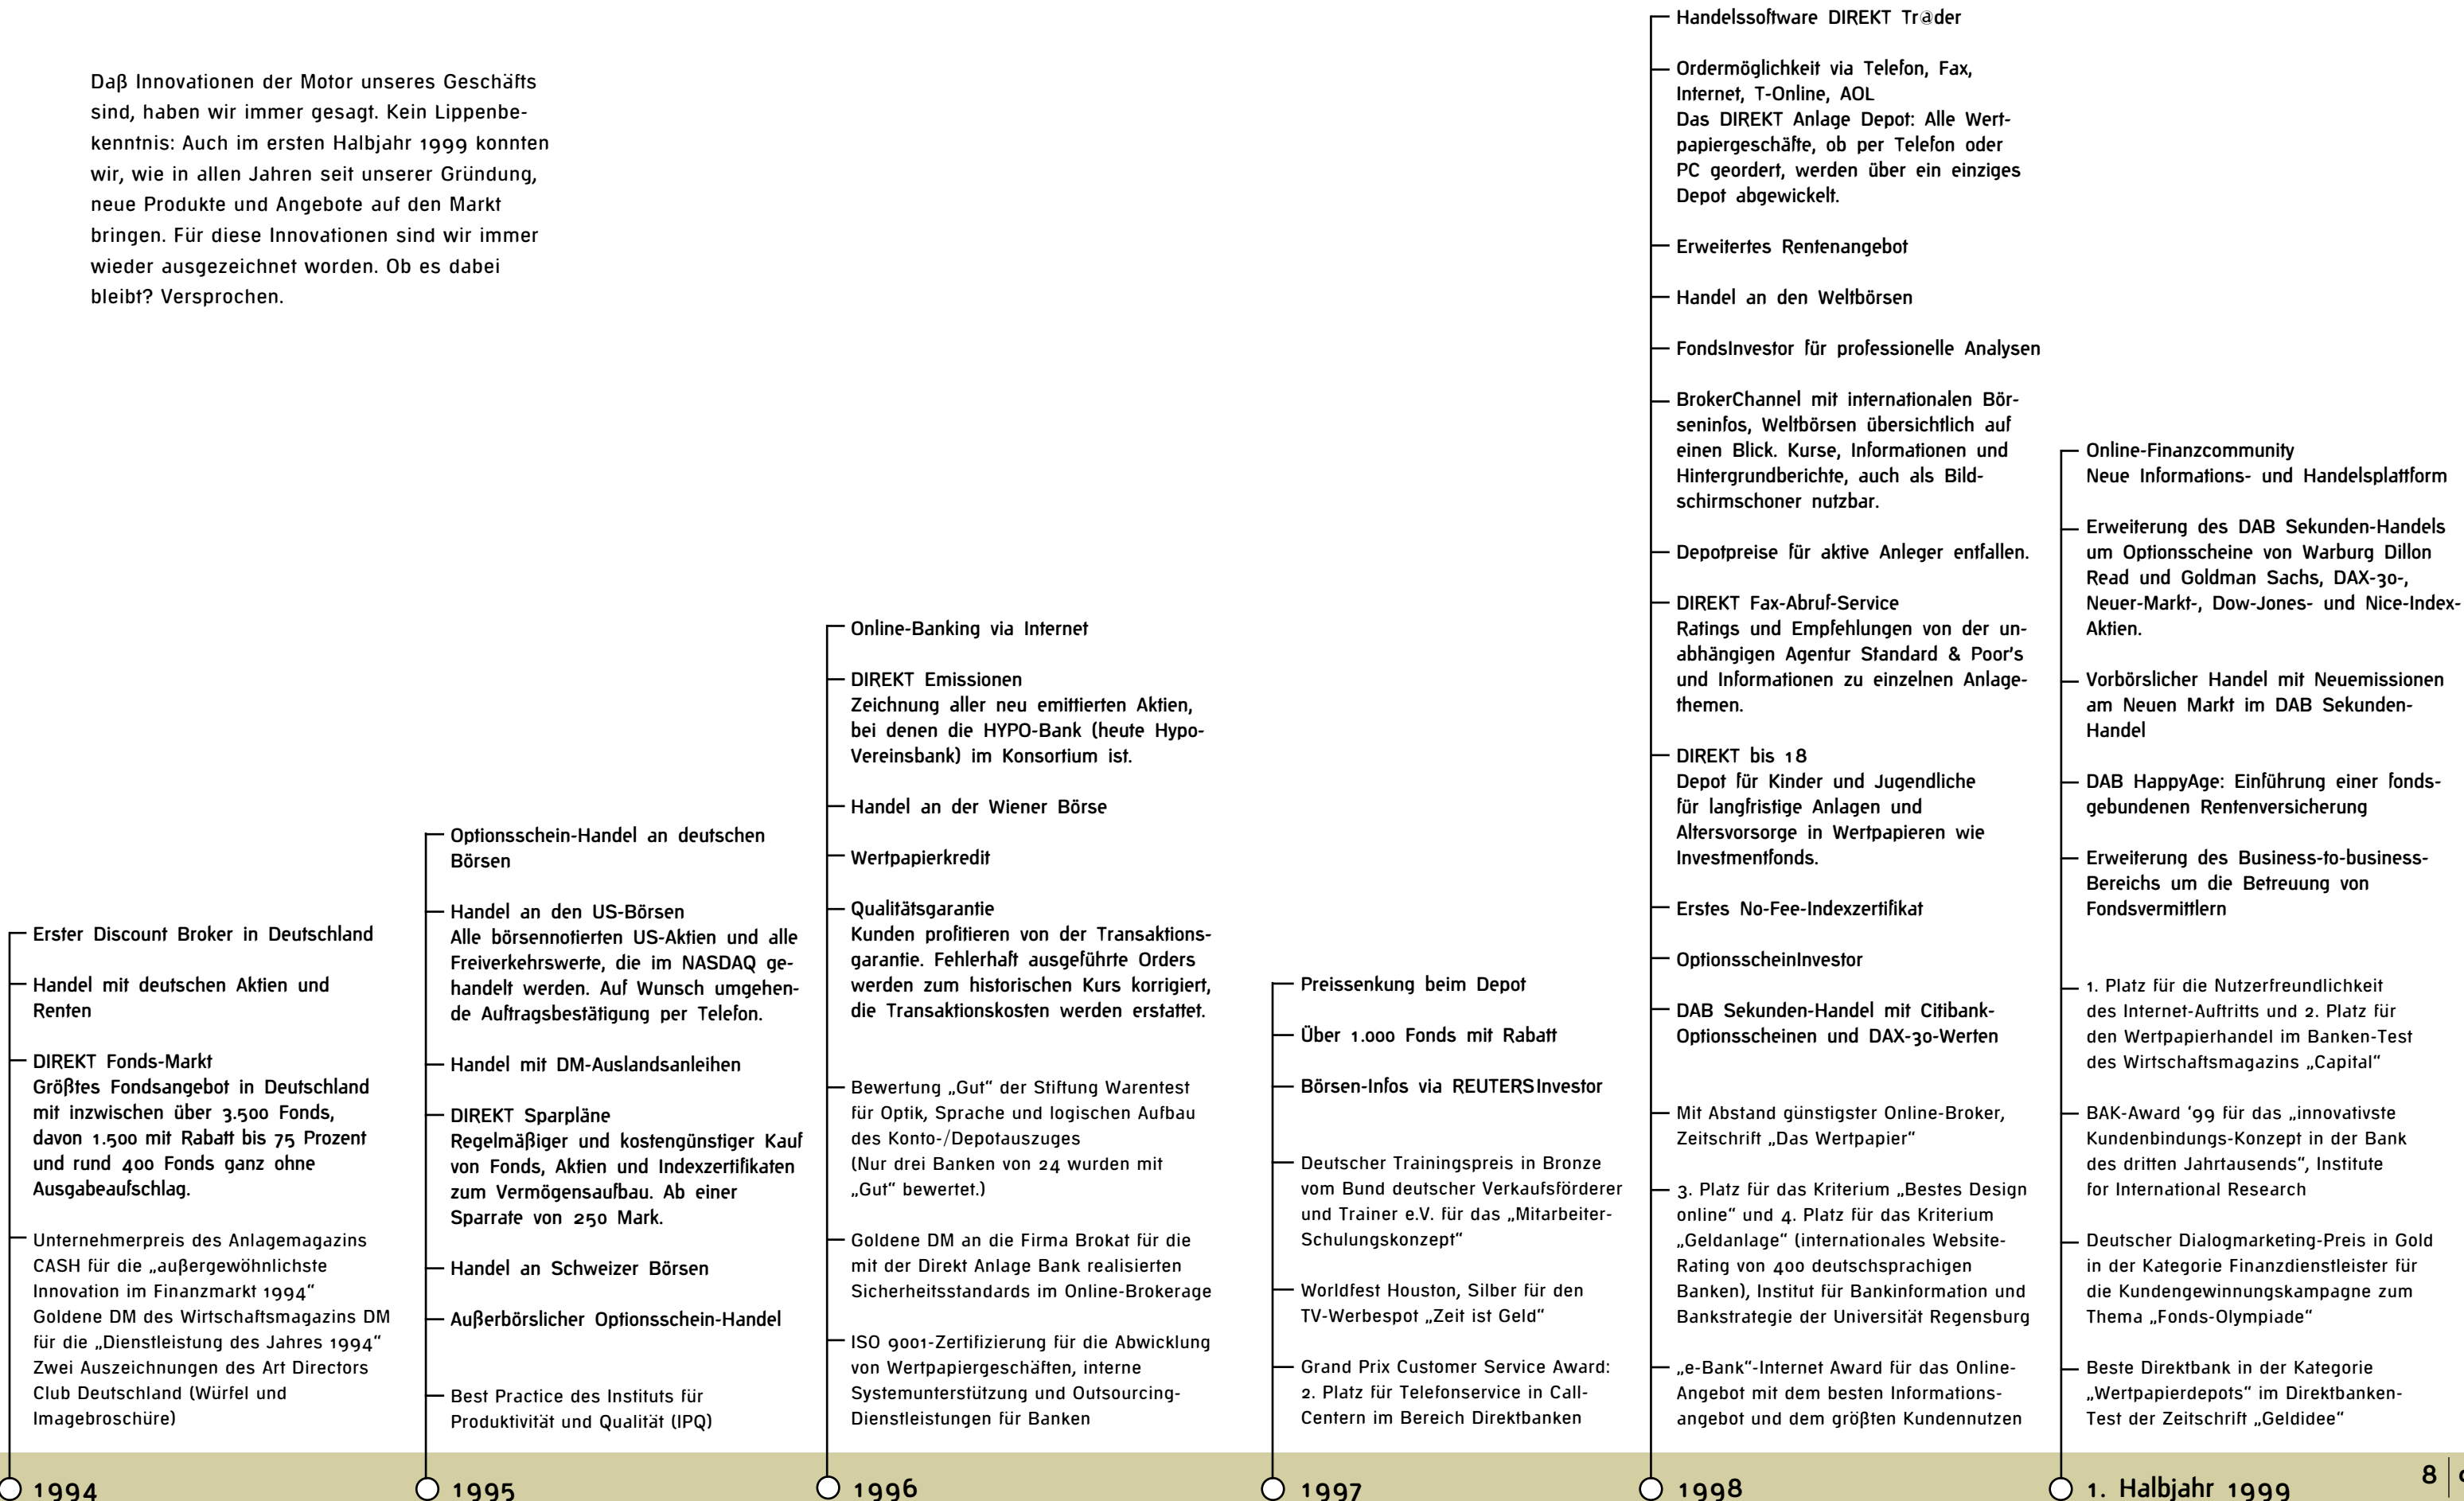 Daß Innovationen der Motor unseres Geschäfts
sind, haben wir immer gesagt. Kein Lippenbe-
kenntnis: Auch im ersten Halbjahr 1999 konnten
wir, wie in allen Jahren seit unserer Gründung,
neue Produkte und Angebote auf den Markt
bringen. Für diese Innovationen sind wir immer
wieder ausgezeichnet worden. Ob es dabei
bleibt? Versprochen.
Erster Discount Broker in Deutschland
Handel mit deutschen Aktien und
Renten
DIREKT Fonds-Markt
Größtes Fondsangebot in Deutschland
mit inzwischen über 3.500 Fonds,
davon 1.500 mit Rabatt bis 75 Prozent
und rund 400 Fonds ganz ohne
Ausgabeaufschlag.
Unternehmerpreis des Anlagemagazins
CASH für die „außergewöhnlichste
Innovation im Finanzmarkt 1994“
Goldene DM des Wirtschaftsmagazins DM
für die „Dienstleistung des Jahres 1994“
Zwei Auszeichnungen des Art Directors
Club Deutschland (Würfel und
Imagebroschüre)
1994
Optionsschein-Handel an deutschen
Börsen
Handel an den US-Börsen
Alle börsennotierten US-Aktien und alle
Freiverkehrswerte, die im NASDAQ ge-
handelt werden. Auf Wunsch umgehen-
de Auftragsbestätigung per Telefon.
Handel mit DM-Auslandsanleihen
DIREKT Sparpläne
Regelmäßiger und kostengünstiger Kauf
von Fonds, Aktien und Indexzertifikaten
zum Vermögensaufbau. Ab einer
Sparrate von 250 Mark.
Handel an Schweizer Börsen
Außerbörslicher Optionsschein-Handel
Best Practice des Instituts für
Produktivität und Qualität (IPQ)
1995
Online-Banking via Internet
DIREKT Emissionen
Zeichnung aller neu emittierten Aktien,
bei denen die HYPO-Bank (heute Hypo-
Vereinsbank) im Konsortium ist.
Handel an der Wiener Börse
Wertpapierkredit
Qualitätsgarantie
Kunden profitieren von der Transaktions-
garantie. Fehlerhaft ausgeführte Orders
werden zum historischen Kurs korrigiert,
die Transaktionskosten werden erstattet.
Bewertung „Gut“ der Stiftung Warentest
für Optik, Sprache und logischen Aufbau
des Konto-/Depotauszuges
(Nur drei Banken von 24 wurden mit
„Gut“ bewertet.)
Goldene DM an die Firma Brokat für die
mit der Direkt Anlage Bank realisierten
Sicherheitsstandards im Online-Brokerage
ISO 9001-Zertifizierung für die Abwicklung
von Wertpapiergeschäften, interne
Systemunterstützung und Outsourcing-
Dienstleistungen für Banken
1996
Preissenkung beim Depot
Über 1.000 Fonds mit Rabatt
Börsen-Infos via REUTERSInvestor
Deutscher Trainingspreis in Bronze
vom Bund deutscher Verkaufsförderer
und Trainer e.V. für das „Mitarbeiter-
Schulungskonzept“
Worldfest Houston, Silber für den
TV-Werbespot „Zeit ist Geld“
Grand Prix Customer Service Award:
2. Platz für Telefonservice in Call-
Centern im Bereich Direktbanken
1997
Handelssoftware DIREKT Tr@der
Ordermöglichkeit via Telefon, Fax,
Internet, T-Online, AOL
Das DIREKT Anlage Depot: Alle Wert-
papiergeschäfte, ob per Telefon oder
PC geordert, werden über ein einziges
Depot abgewickelt.
Erweitertes Rentenangebot
Handel an den Weltbörsen
FondsInvestor für professionelle Analysen
BrokerChannel mit internationalen Bör-
seninfos, Weltbörsen übersichtlich auf
einen Blick. Kurse, Informationen und
Hintergrundberichte, auch als Bild-
schirmschoner nutzbar.
Depotpreise für aktive Anleger entfallen.
DIREKT Fax-Abruf-Service
Ratings und Empfehlungen von der un-
abhängigen Agentur Standard & Poor's
und Informationen zu einzelnen Anlage-
themen.
DIREKT bis 18
Depot für Kinder und Jugendliche
für langfristige Anlagen und
Altersvorsorge in Wertpapieren wie
Investmentfonds.
Erstes No-Fee-Indexzertifikat
OptionsscheinInvestor
DAB Sekunden-Handel mit Citibank-
Optionsscheinen und DAX-30-Werten
Mit Abstand günstigster Online-Broker,
Zeitschrift „Das Wertpapier“
3. Platz für das Kriterium „Bestes Design
online“ und 4. Platz für das Kriterium
„Geldanlage“ (internationales Website-
Rating von 400 deutschsprachigen
Banken), Institut für Bankinformation und
Bankstrategie der Universität Regensburg
„e-Bank“-Internet Award für das Online-
Angebot mit dem besten Informations-
angebot und dem größten Kundennutzen
1998
Online-Finanzcommunity
Neue Informations- und Handelsplattform
Erweiterung des DAB Sekunden-Handels
um Optionsscheine von Warburg Dillon
Read und Goldman Sachs, DAX-30-,
Neuer-Markt-, Dow-Jones- und Nice-Index-
Aktien.
Vorbörslicher Handel mit Neuemissionen
am Neuen Markt im DAB Sekunden-
Handel
DAB HappyAge: Einführung einer fonds-
gebundenen Rentenversicherung
Erweiterung des Business-to-business-
Bereichs um die Betreuung von
Fondsvermittlern
1. Platz für die Nutzerfreundlichkeit
des Internet-Auftritts und 2. Platz für
den Wertpapierhandel im Banken-Test
des Wirtschaftsmagazins „Capital“
BAK-Award ‘99 für das „innovativste
Kundenbindungs-Konzept in der Bank
des dritten Jahrtausends“, Institute
for International Research
Deutscher Dialogmarketing-Preis in Gold
in der Kategorie Finanzdienstleister für
die Kundengewinnungskampagne zum
Thema „Fonds-Olympiade“
Beste Direktbank in der Kategorie
„Wertpapierdepots“ im Direktbanken-
Test der Zeitschrift „Geldidee“
1. Halbjahr 1999
8